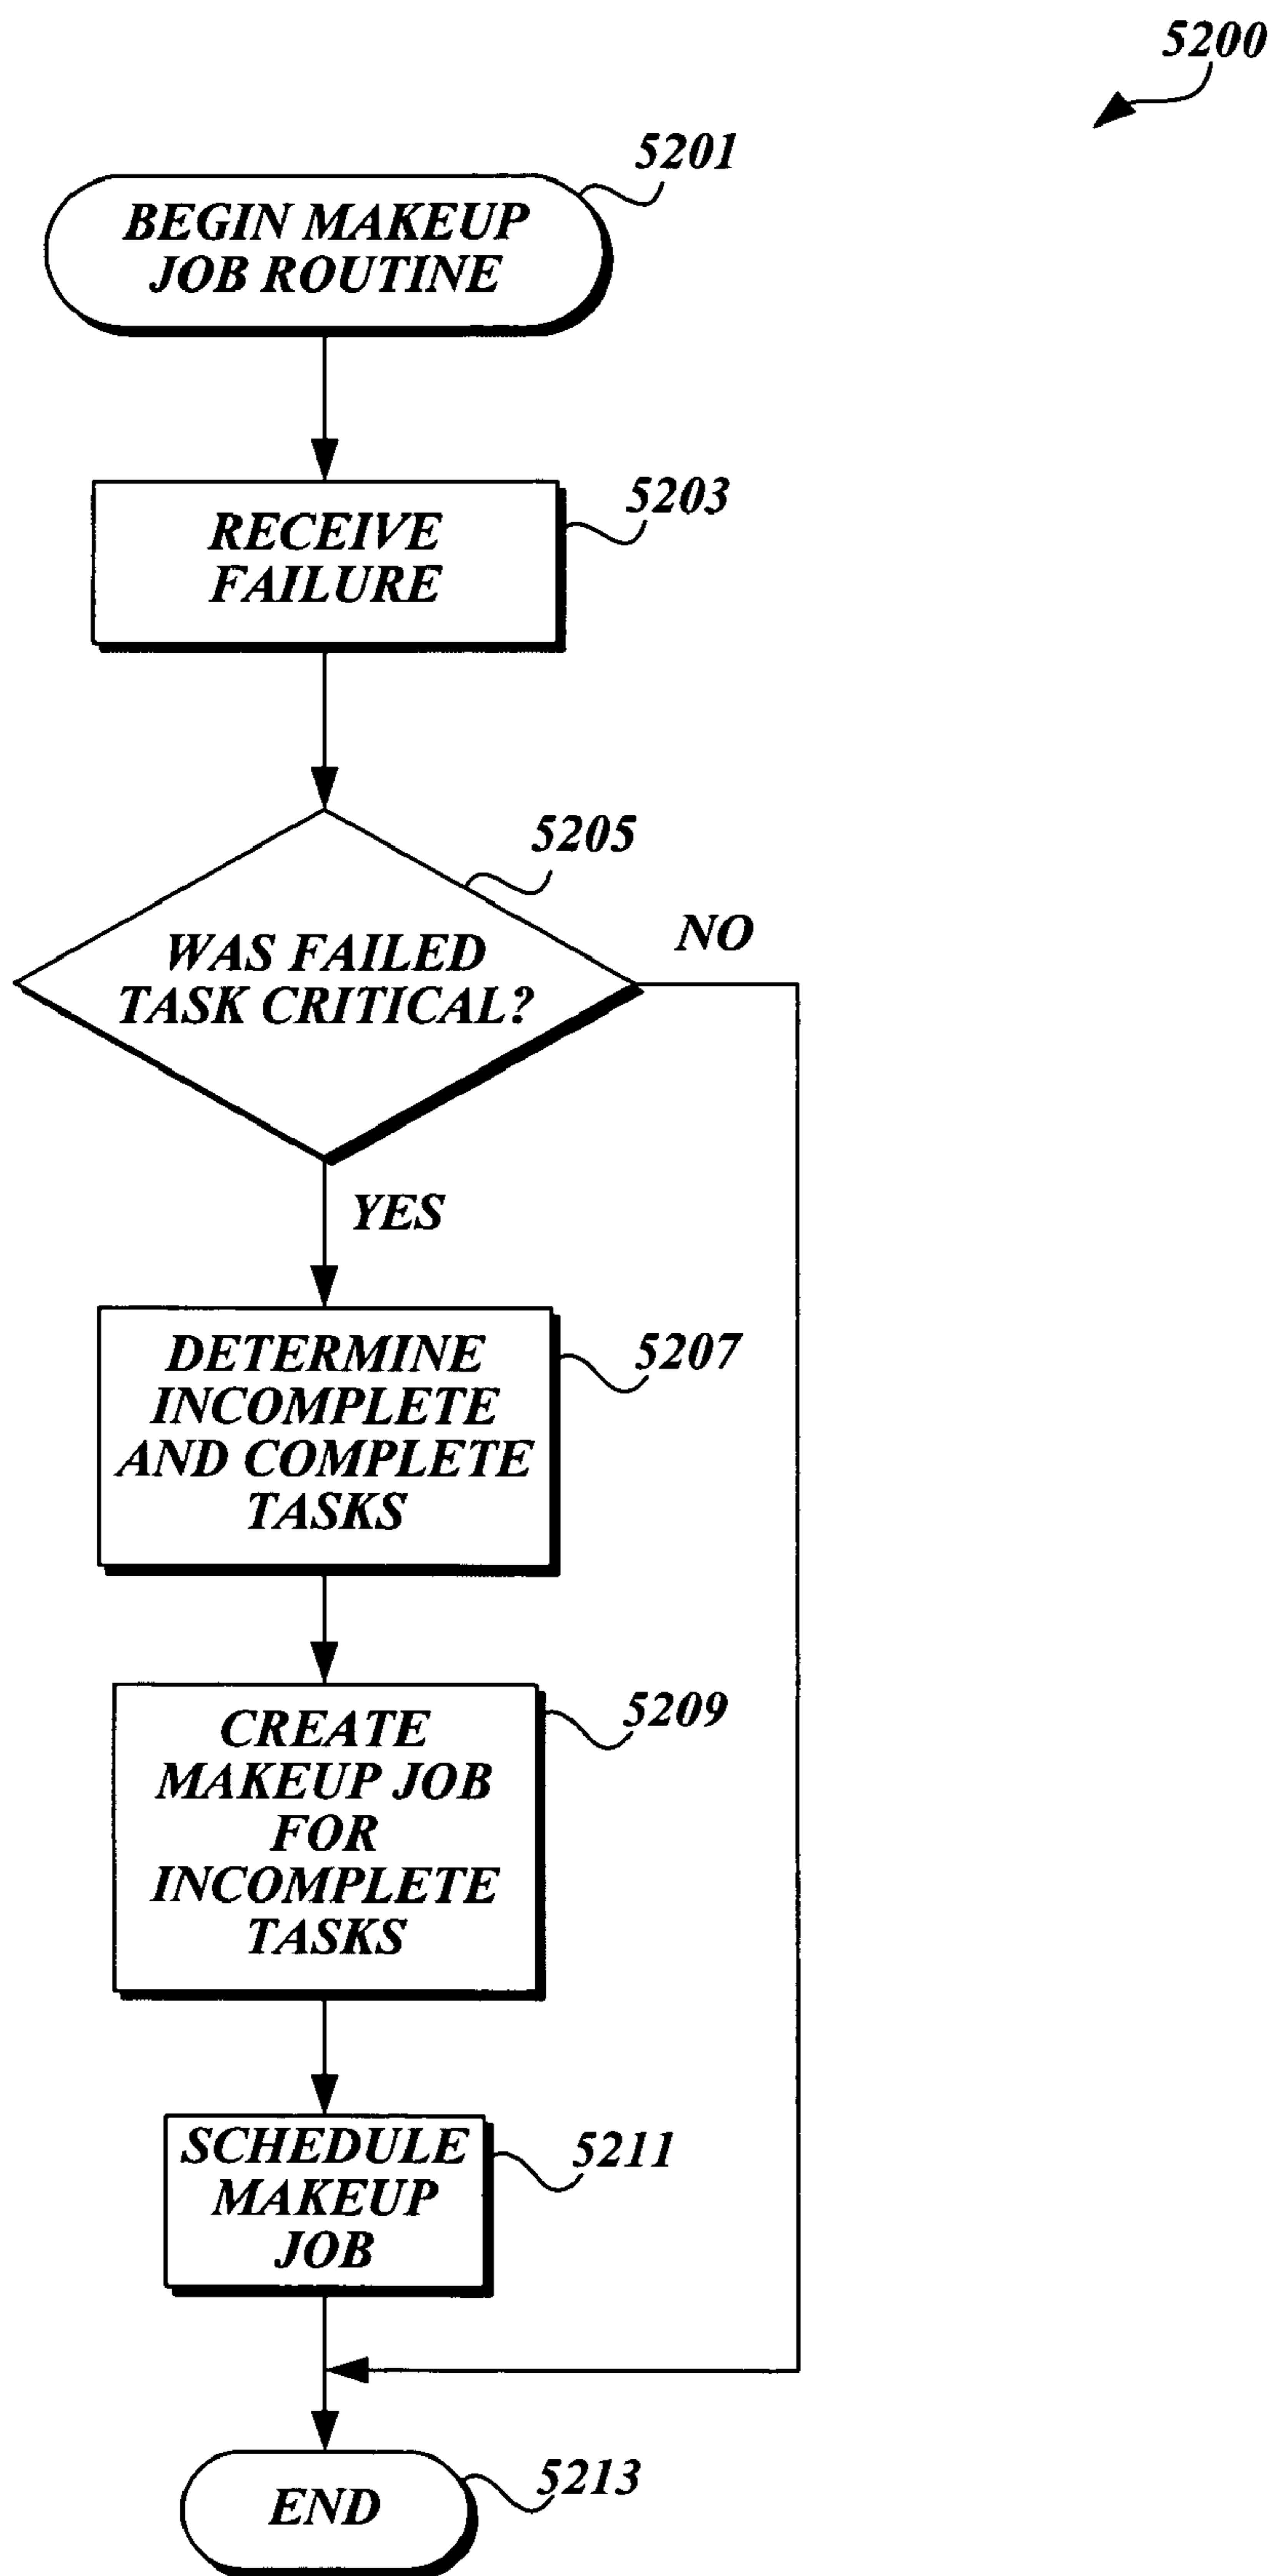 5200
5201
BEGIN MAKEUP
JOB ROUTINE
5203
RECEIVE
FAILURE
5205
NO
WAS FAILED
TASK CRITICAL?
YES
5207
DETERMINE
INCOMPLETE
AND COMPLETE
TASKS
5209
CREATE
MAKEUP JOB
FOR
INCOMPLETE
TASKS
5211
SCHEDULE
MAKEUP
JOB
5213
END